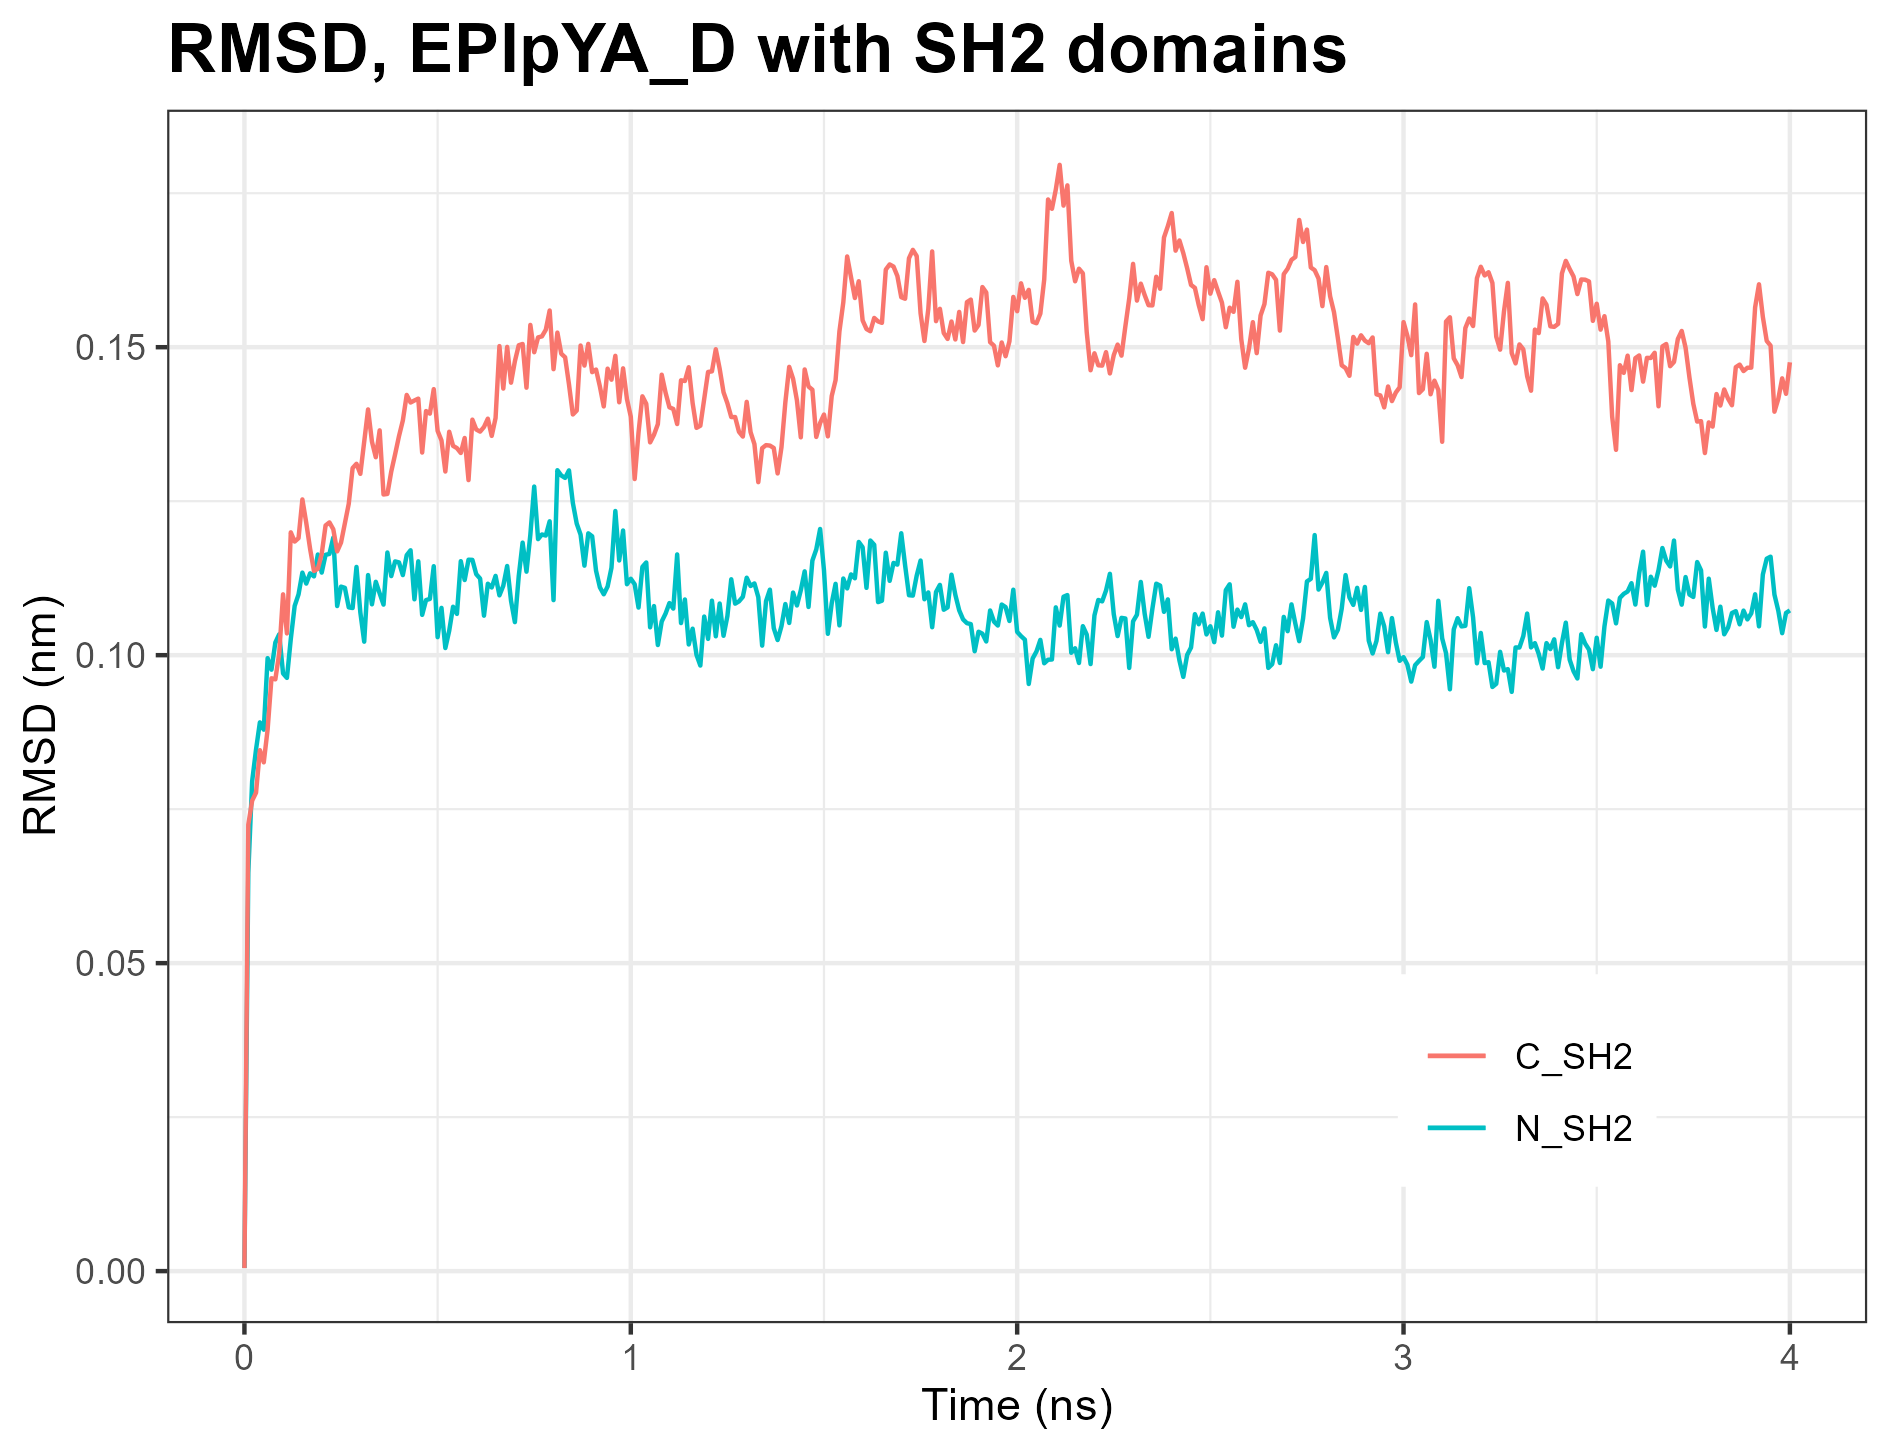 RMSD, EPIpYA_D with SH2 domains
RMSD (nm)
0.15
0.10
0.05
0.00
C_SH2
N_SH2
0 1 2 3 4
Time (ns)